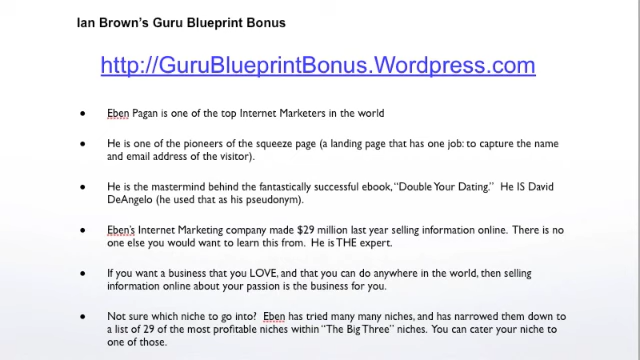 Ian Brown's Guru Blueprint Bonus
http://GuruBlueprintBonus.Wordpress.com
• Eben Pagan is one of the top Internet Marketers in the world
• He is one of the pioneers of the squeeze page (a landing page that has one job: to capture the name
and email address of the visitor).
• He is the mastermind behind the fantastically successful ebook, “Double Your Dating.” He IS David
DeAngelo (he used that as his pseudonym).
• Eben's Internet Marketing company made $29 million last year selling information online. There is no
one else you would want to learn this from. He is THE expert.
• If you want a business that you LOVE, and that you can do anywhere in the world, then selling
information online about your passion is the business for you.
• Not sure which niche to go into? Eben has tried many many niches, and has narrowed them down to
a list of 29 of the most profitable niches within “The Big Three” niches. You can cater your niche to
one of those.